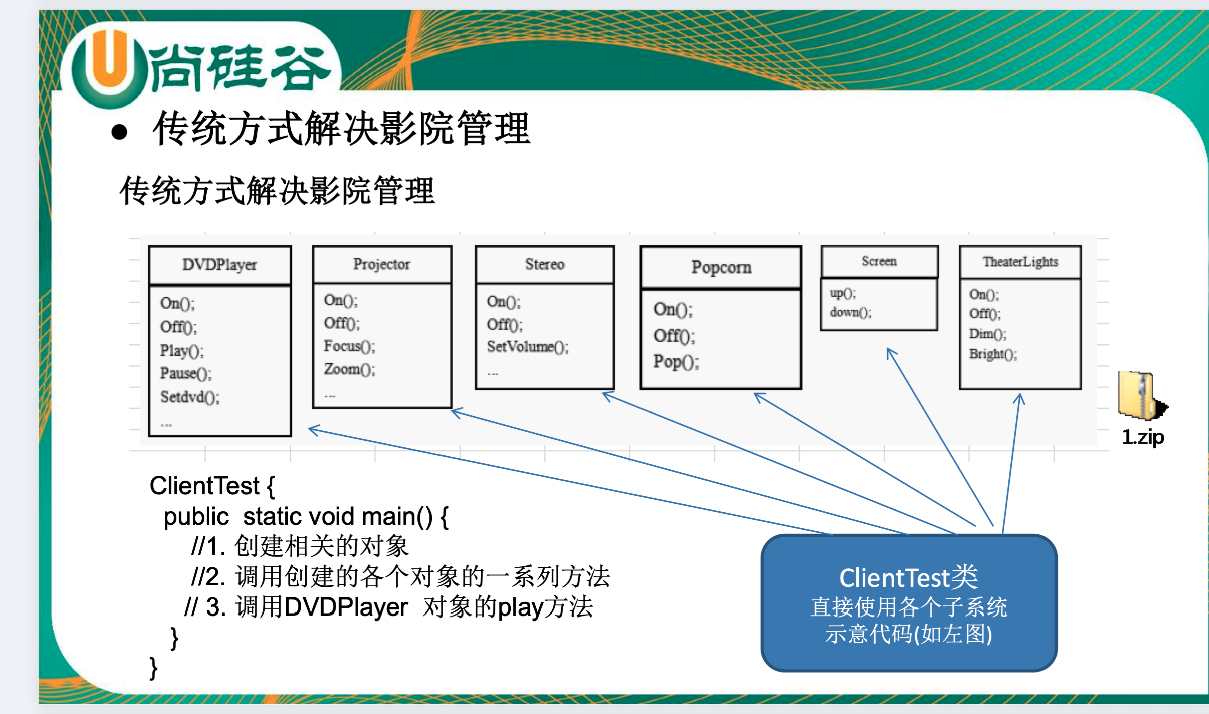 尚硅谷
● 传统方式解决影院管理
传统方式解决影院管理
DVDPlayer
On();
Off();
Play();
Pause();
Setdvd();
...
Projector
On();
Off();
Focus();
Zoom();
...
Stereo
On();
Off();
SetVolume();
...
Popcorn
On();
Off();
Pop();
Screen
up();
down();
TheaterLights
On();
Off();
Dim();
Bright();
1.zip
ClientTest {
public static void main() {
//1. 创建相关的对象
//2. 调用创建的各个对象的一系列方法
// 3. 调用DVDPlayer 对象的play方法
}
}
ClientTest类
直接使用各个子系统
示意代码(如左图)